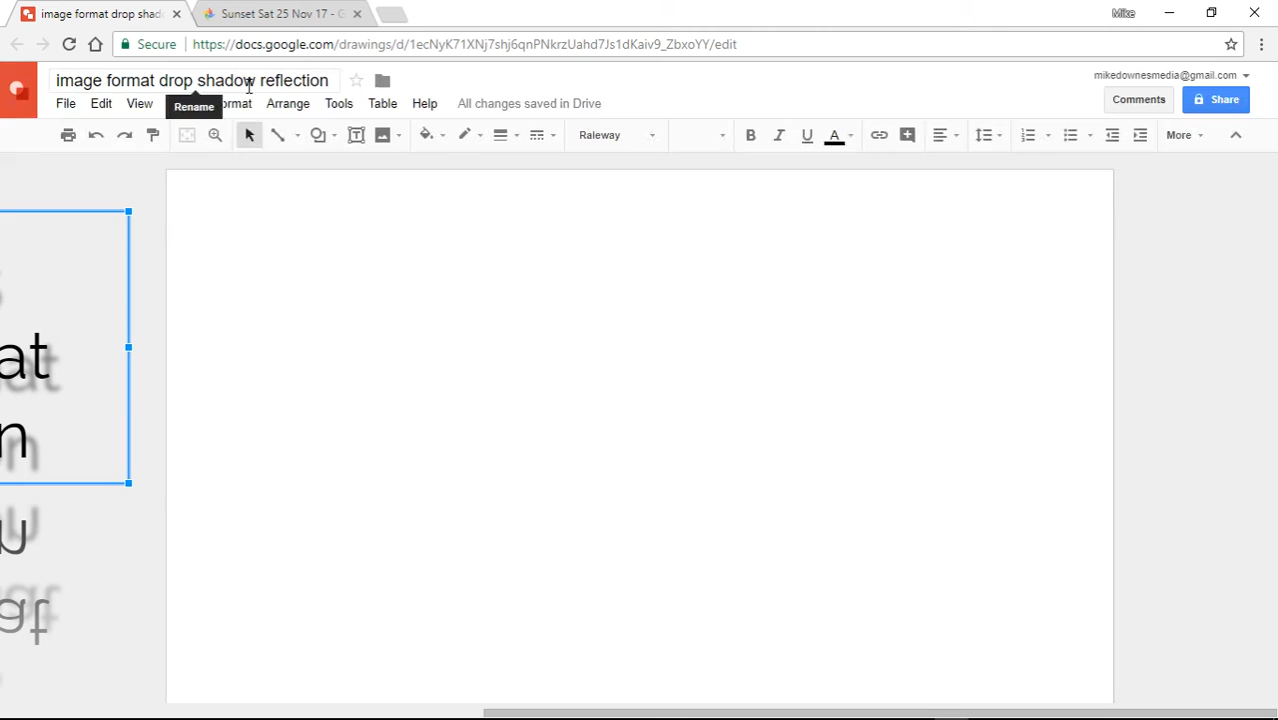 image format drop shad
Sunset Sat 25 Nov 17 - G
Mike
Secure
https://docs.google.com/drawings/d/1ecNyK71XNj7shj6qnPNkrzUahd7Js1dKaiv9_ZbxoYY/edit
image format drop shadow reflection
mikedownesmedia@gmail.com
File Edit View ormat Arrange Tools Table Help All changes saved in Drive
Rename
Comments
Share
Raleway
B I U A
More
at
n